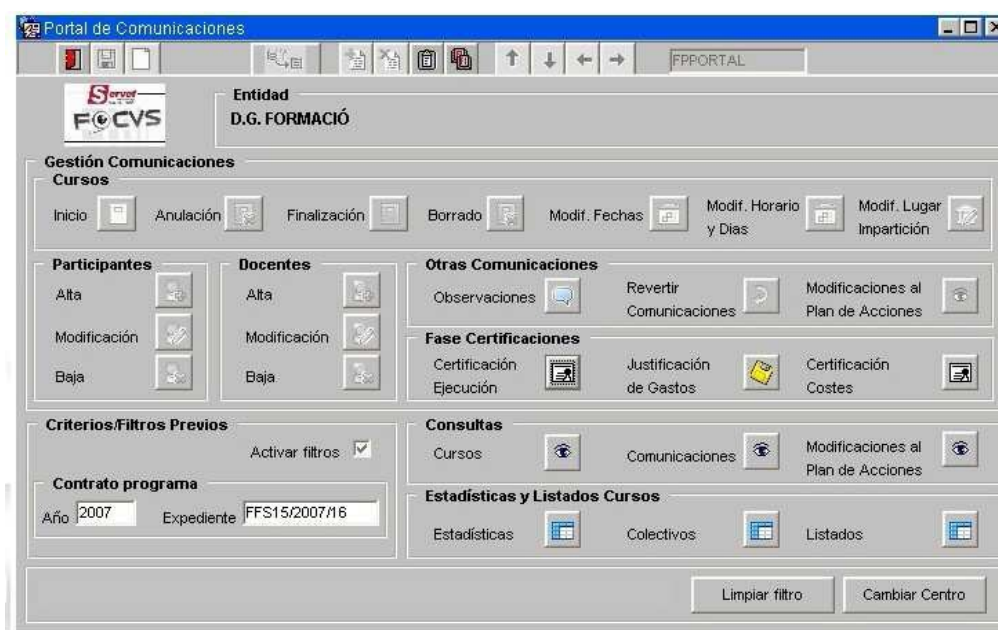 Portal de Comunicaciones
FPPORTAL
Servef
FOCVS
Entidad
D.G. FORMACIÓ
Gestión Comunicaciones
Cursos
Inicio
Anulación
Finalización
Borrado
Modif. Fechas
Modif. Horario
y Dias
Modif. Lugar
Impartición
Participantes
Alta
Modificación
Baja
Docentes
Alta
Modificación
Baja
Otras Comunicaciones
Observaciones
Revertir
Comunicaciones
Modificaciones al
Plan de Acciones
Fase Certificaciones
Certificación
Ejecución
Justificación
de Gastos
Certificación
Costes
Criterios/Filtros Previos
Activar filtros
Contrato programa
Año 2007
Expediente FFS15/2007/16
Consultas
Cursos
Comunicaciones
Modificaciones al
Plan de Acciones
Estadísticas y Listados Cursos
Estadísticas
Colectivos
Listados
Limpiar filtro
Cambiar Centro